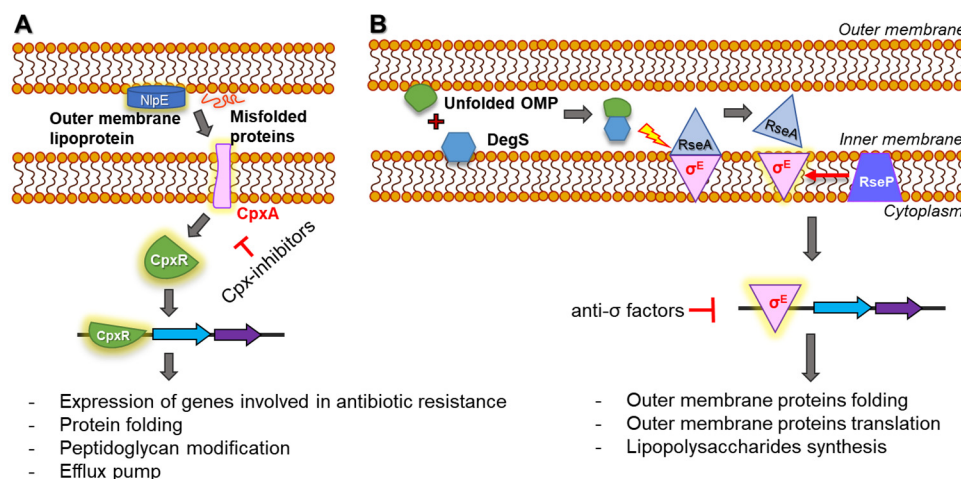 A
NlpE
Outer membrane
lipoprotein
Misfolded
proteins
CpxA
CpxR
Cpx-inhibitors
CpxR
- Expression of genes involved in antibiotic resistance
- Protein folding
- Peptidoglycan modification
- Efflux pump
B
Outer membrane
Unfolded OMP
DegS
RseA
σE
RseA
σE
Inner membrane
RseP
Cytoplasm
anti-σ factors
σE
- Outer membrane proteins folding
- Outer membrane proteins translation
- Lipopolysaccharides synthesis